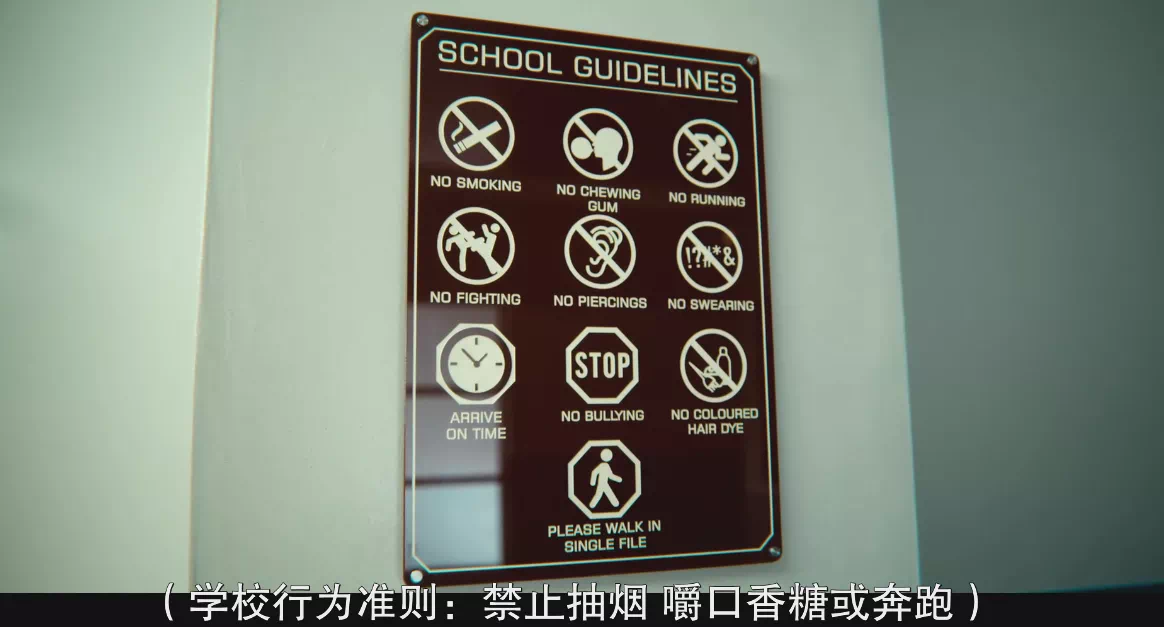 SCHOOL GUIDELINES
NO SMOKING
NO CHEWING
GUM
NO RUNNING
NO FIGHTING
NO PIERCINGS
!?#*&
NO SWEARING
ARRIVE
ON TIME
STOP
NO BULLYING
NO COLOURED
HAIR DYE
PLEASE WALK IN
SINGLE FILE
（学校行为准则：禁止抽烟 嚼口香糖或奔跑）